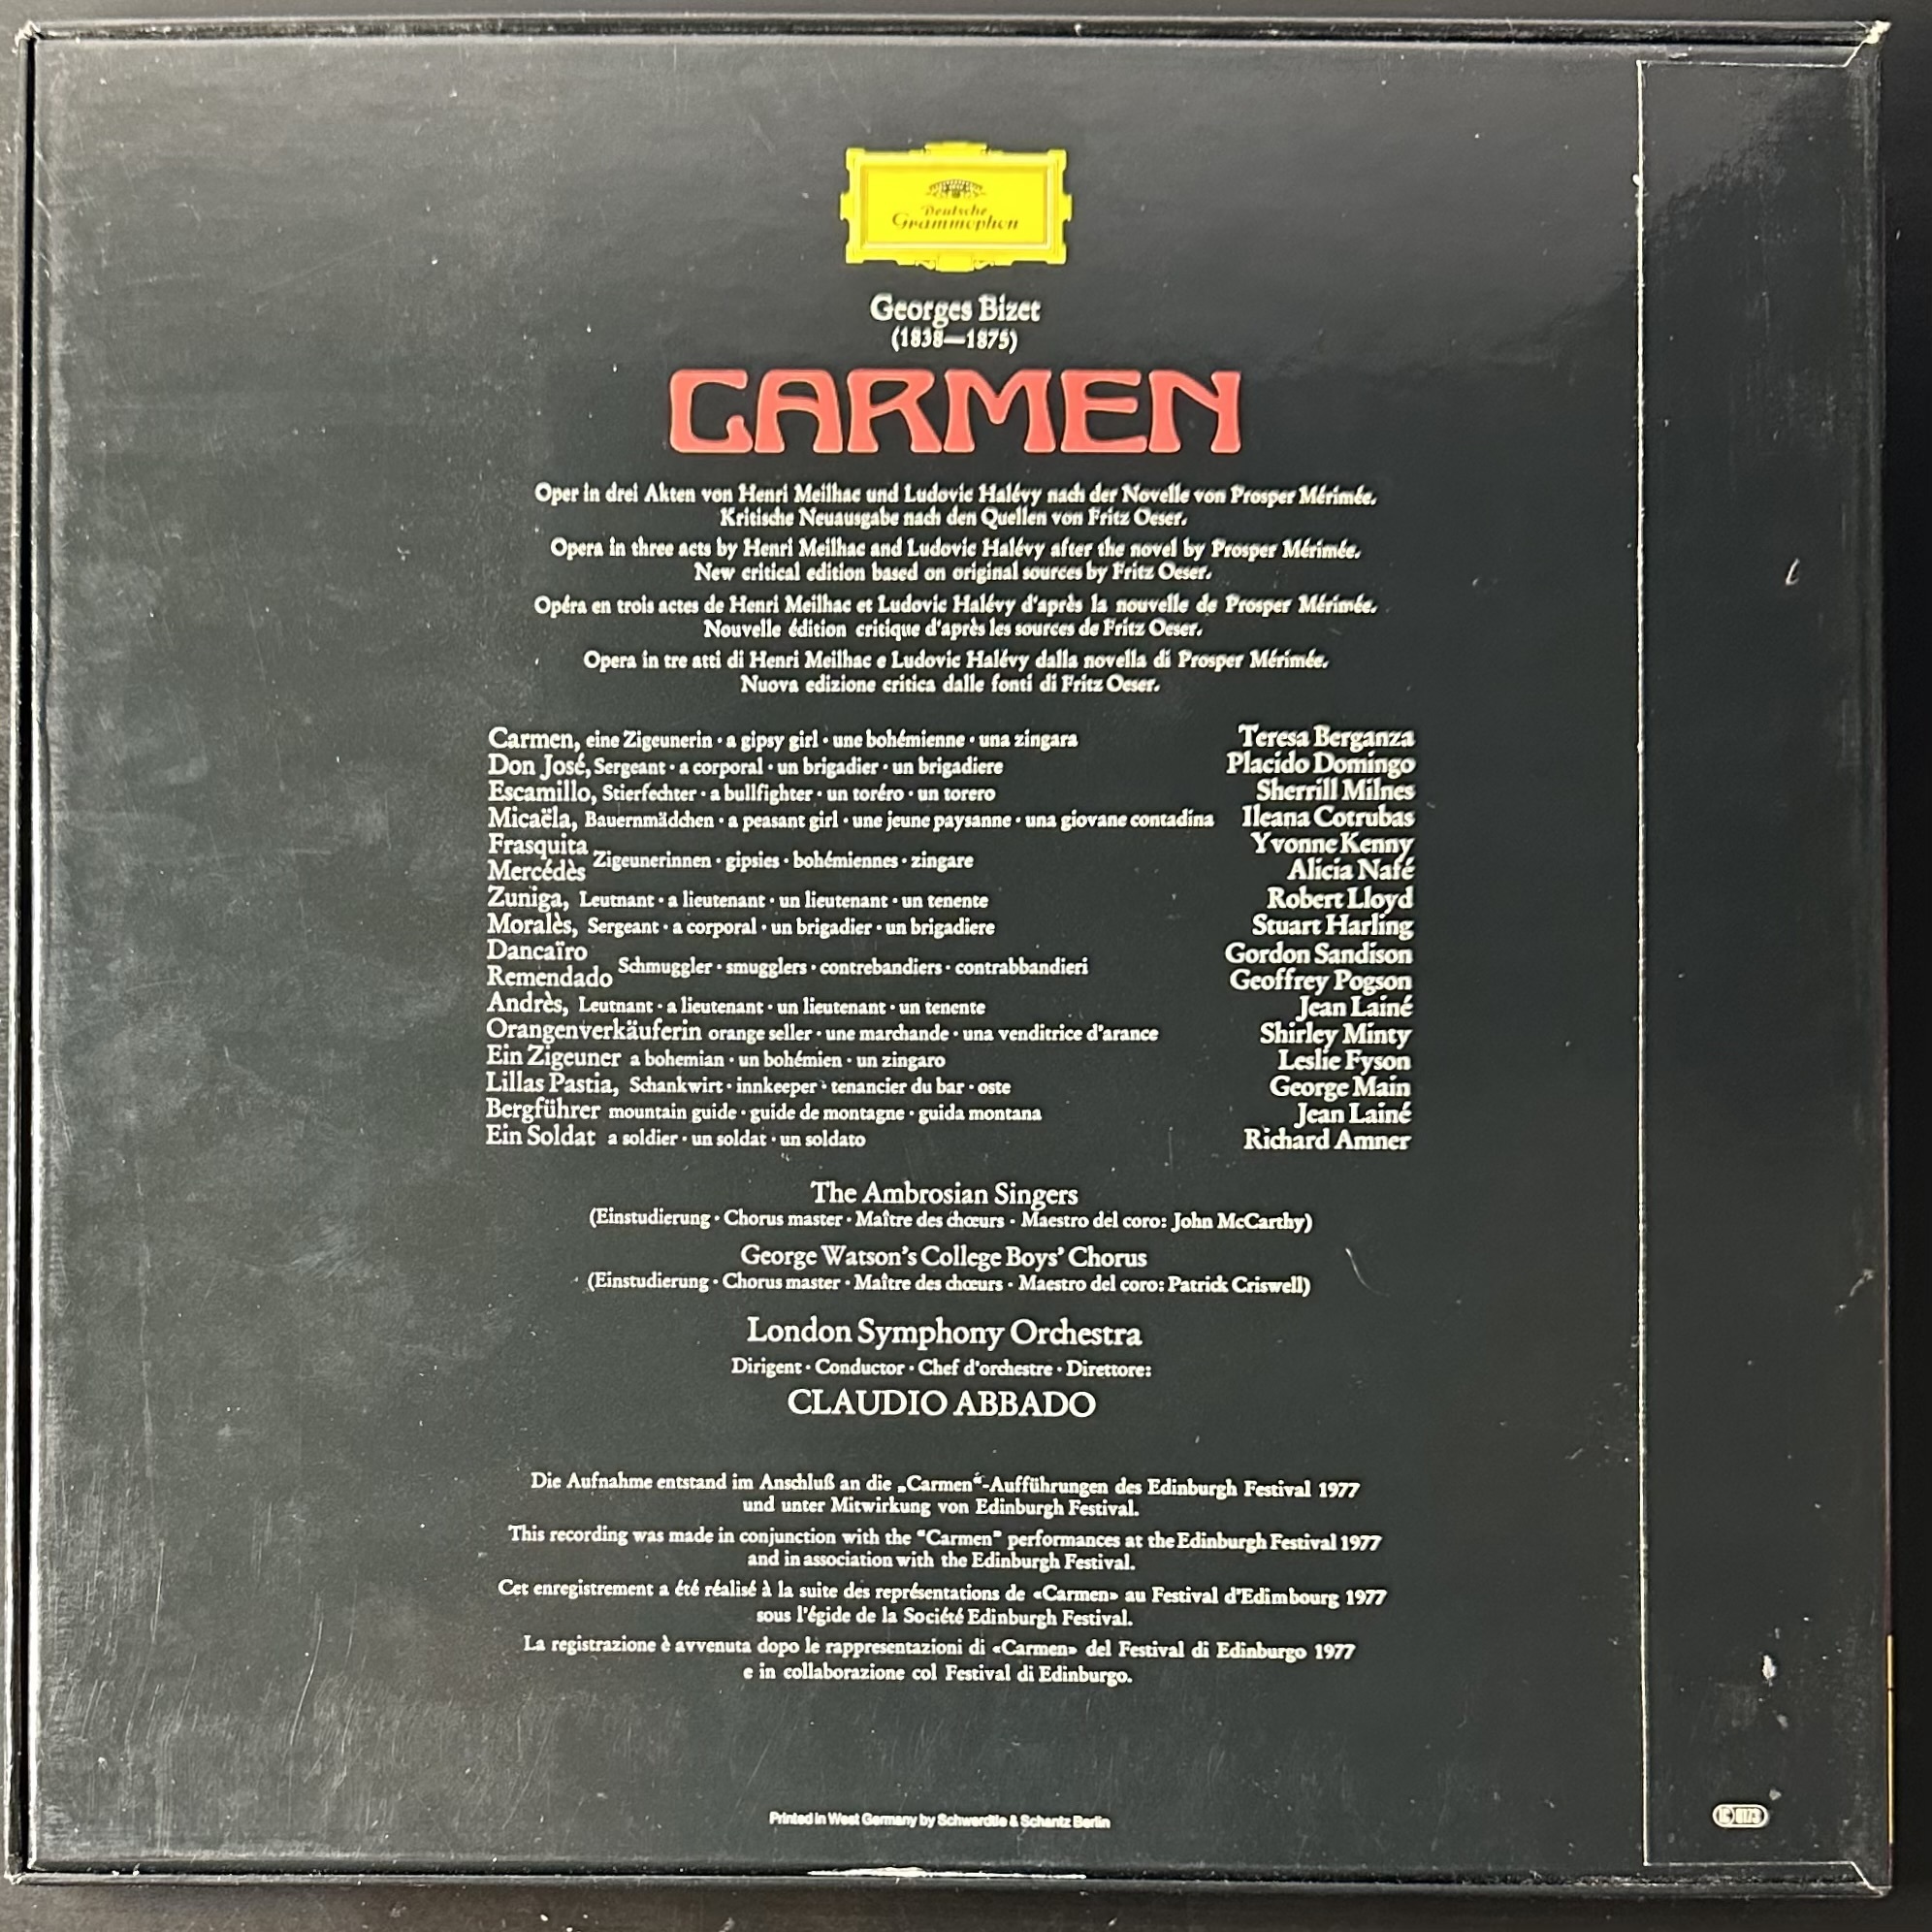 Deutsche
Grammophon
Georges Bizet
(1838—1875)
CARMEN
Oper in drei Akten von Henri Meilhac und Ludovic Halévy nach der Novelle von Prosper Mérimée.
Kritische Neuausgabe nach den Quellen von Fritz Oeser.
Opera in three acts by Henri Meilhac and Ludovic Halévy after the novel by Prosper Mérimée.
New critical edition based on original sources by Fritz Oeser.
Opéra en trois actes de Henri Meilhac et Ludovic Halévy d'après la nouvelle de Prosper Mérimée.
Nouvelle édition critique d'après les sources de Fritz Oeser.
Opera in tre atti di Henri Meilhac e Ludovic Halévy dalla novella di Prosper Mérimée.
Nuova edizione critica dalle fonti di Fritz Oeser.
Carmen, eine Zigeunerin · a gipsy girl · une bohémienne · una zingara Teresa Berganza
Don José, Sergeant · a corporal · un brigadier · un brigadiere Placido Domingo
Escamillo, Stierfechter · a bullfighter · un toréro · un torero Sherrill Milnes
Micaëla, Bauernmädchen · a peasant girl · une jeune paysanne · una giovane contadina Ileana Cotrubas
Frasquita Yvonne Kenny
Zigeunerinnen · gipsies · bohémiennes · zingare
Mercédès Alicia Nafé
Zuniga, Leutnant · a lieutenant · un lieutenant · un tenente Robert Lloyd
Moralès, Sergeant · a corporal · un brigadier · un brigadiere Stuart Harling
Dancaïro Gordon Sandison
Schmuggler · smugglers · contrebandiers · contrabbandieri
Remendado Geoffrey Pogson
Andrès, Leutnant · a lieutenant · un lieutenant · un tenente Jean Lainé
Orangenverkäuferin orange seller · une marchande · una venditrice d'arance Shirley Minty
Ein Zigeuner a bohemian · un bohémien · un zingaro Leslie Fyson
Lillas Pastia, Schankwirt · innkeeper · tenancier du bar · oste George Main
Bergführer mountain guide · guide de montagne · guida montana Jean Lainé
Ein Soldat a soldier · un soldat · un soldato Richard Amner
The Ambrosian Singers
(Einstudierung · Chorus master · Maître des chœurs · Maestro del coro: John McCarthy)
George Watson's College Boys' Chorus
(Einstudierung · Chorus master · Maître des chœurs · Maestro del coro: Patrick Criswell)
London Symphony Orchestra
Dirigent · Conductor · Chef d'orchestre · Direttore:
CLAUDIO ABBADO
Die Aufnahme entstand im Anschluß an die „Carmen“-Aufführungen des Edinburgh Festival 1977
und unter Mitwirkung von Edinburgh Festival.
This recording was made in conjunction with the "Carmen" performances at the Edinburgh Festival 1977
and in association with the Edinburgh Festival.
Cet enregistrement a été réalisé à la suite des représentations de «Carmen» au Festival d'Edimbourg 1977
sous l'égide de la Société Edinburgh Festival.
La registrazione è avvenuta dopo le rappresentazioni di «Carmen» del Festival di Edinburgo 1977
e in collaborazione col Festival di Edinburgo.
Printed in West Germany by Schwerdtle & Schantz Berlin